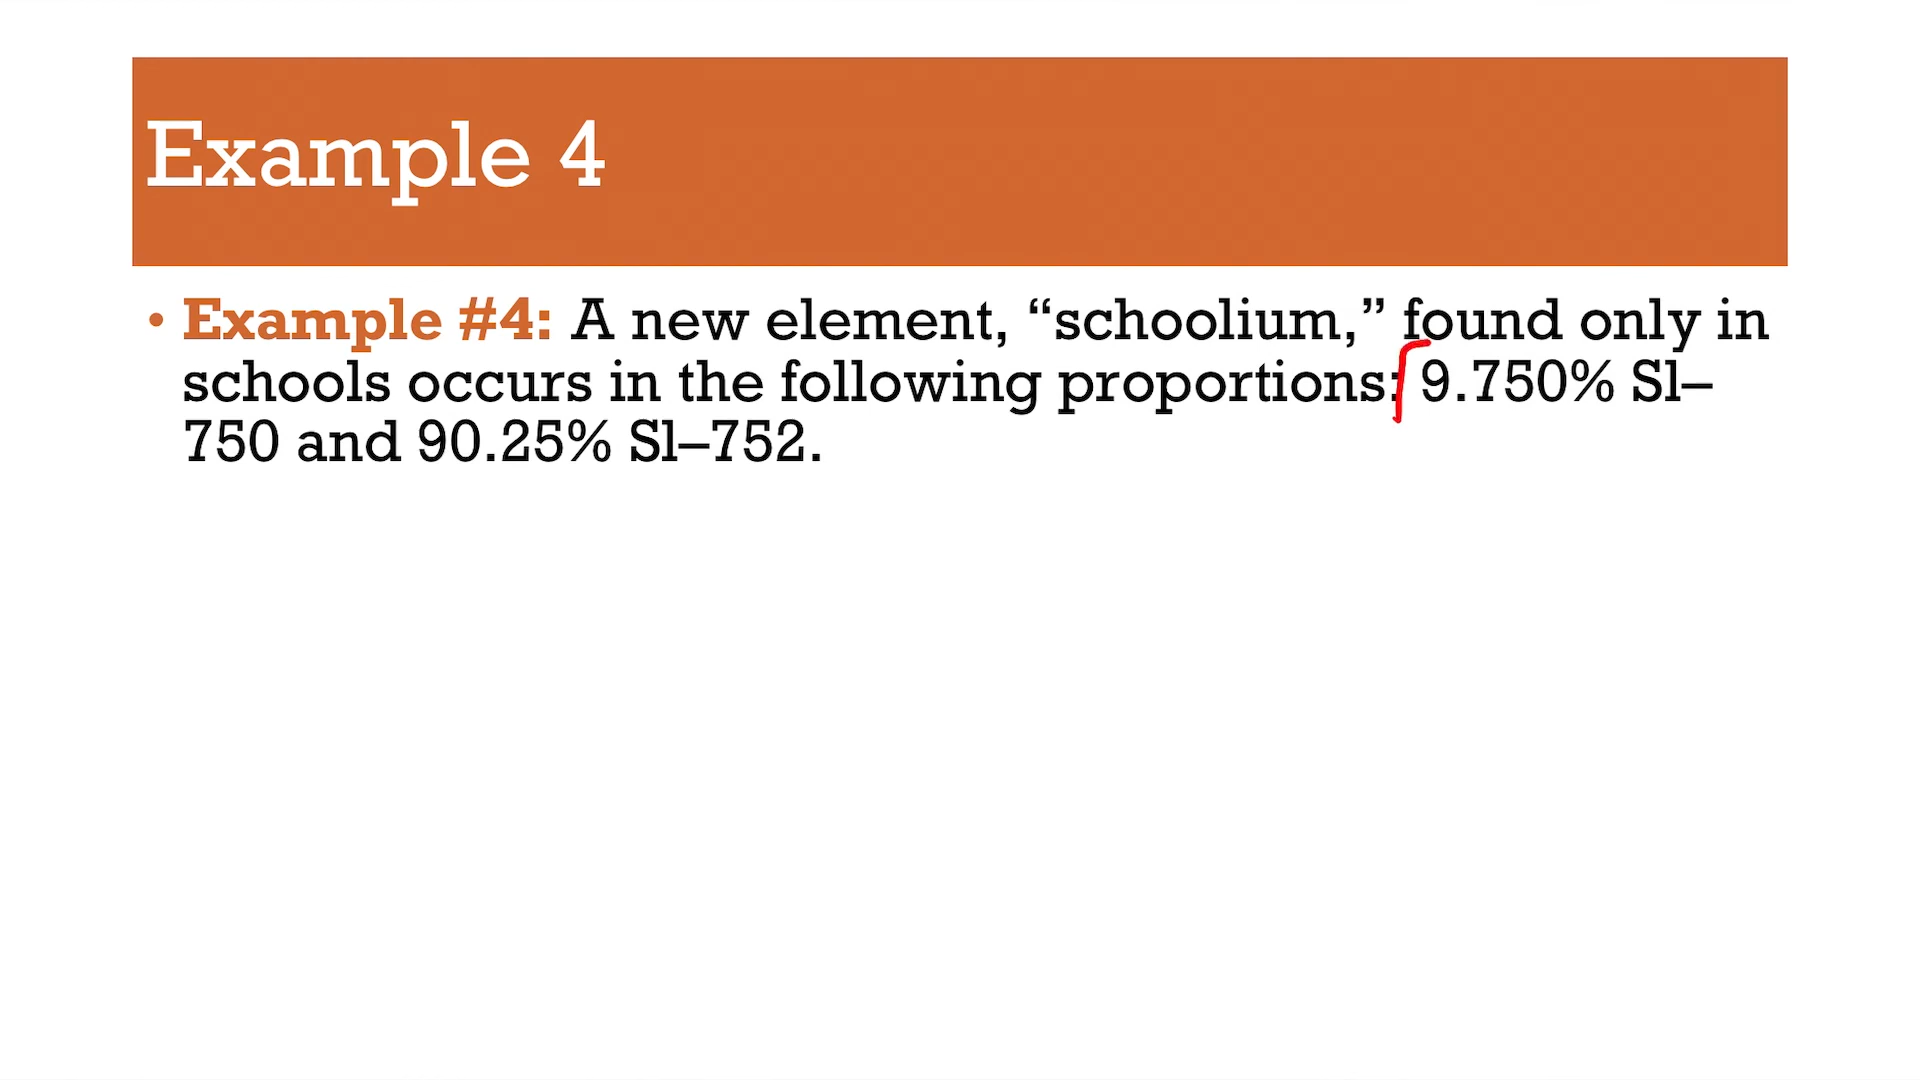 Example 4
• Example #4: A new element, “schoolium,” found only in
schools occurs in the following proportions: 9.750% Sl–
750 and 90.25% Sl–752.